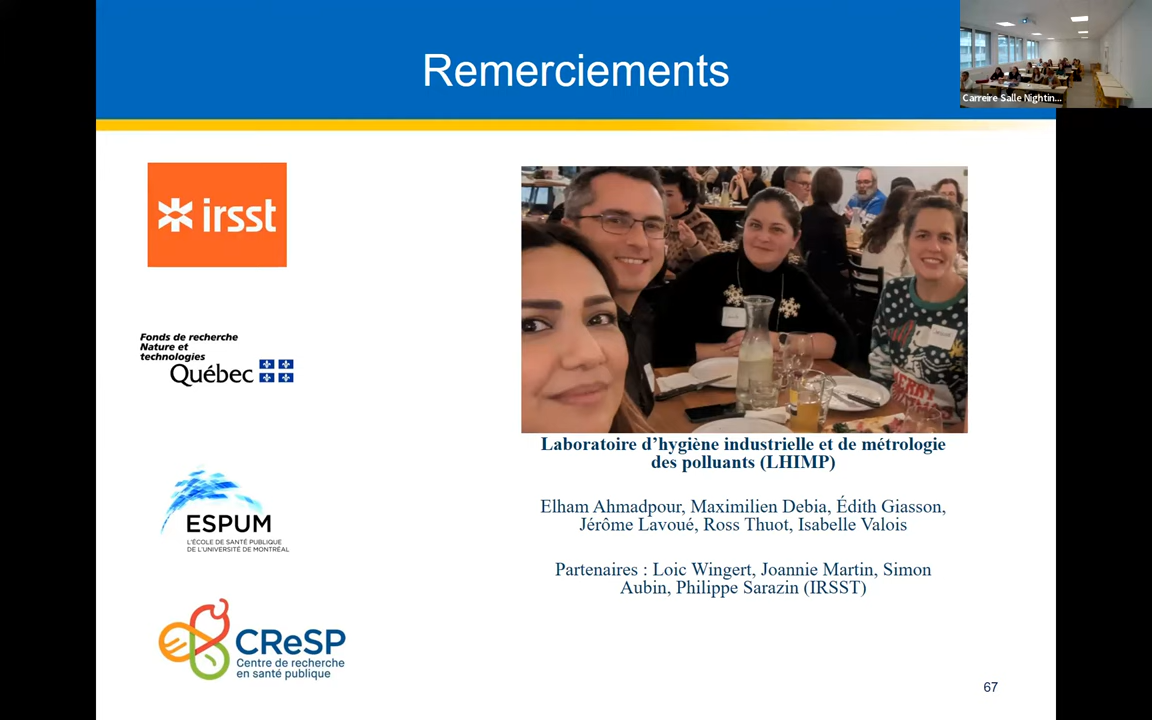 Remerciements
Carreire Salle Nightin...
irsst
Fonds de recherche
Nature et
technologies
Québec
ESPUM
L'ÉCOLE DE SANTÉ PUBLIQUE
DE L'UNIVERSITÉ DE MONTRÉAL
CReSP
Centre de recherche
en santé publique
MERRY
Laboratoire d'hygiène industrielle et de métrologie
des polluants (LHIMP)
Elham Ahmadpour, Maximilien Debia, Édith Giasson,
Jérôme Lavoué, Ross Thuot, Isabelle Valois
Partenaires : Loic Wingert, Joannie Martin, Simon
Aubin, Philippe Sarazin (IRSST)
67